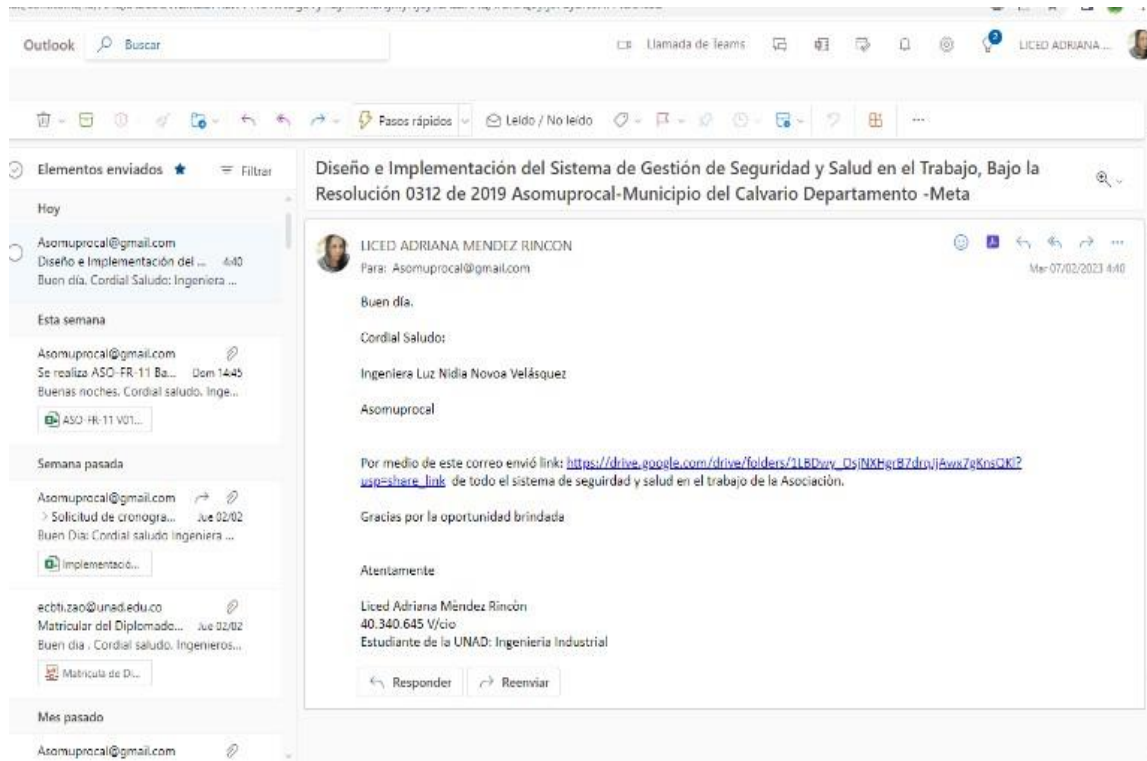 Outlook
Buscar
Llamada de Teams
2
LICED ADRIANA ...
Pasos rápidos
Leído / No leído
Elementos enviados
Filtrar
Hoy
Asomuprocal@gmail.com
Diseño e Implementación del ... 4:40
Buen día. Cordial Saludo: Ingeniera ...
Esta semana
Asomuprocal@gmail.com
Se realiza ASO-FR-11 Ba... Dom 14:45
Buenas noches. Cordial saludo. Inge...
ASO-FR-11 V01...
Semana pasada
Asomuprocal@gmail.com
> Solicitud de cronogra... Jue 02/02
Buen Dia: Cordial saludo Ingeniera ...
Implementació...
ecbti.zao@unad.edu.co
Matricular del Diplomado... Jue 02/02
Buen dia . Cordial saludo. Ingenieros...
Matricula de Di...
Mes pasado
Asomuprocal@gmail.com
Diseño e Implementación del Sistema de Gestión de Seguridad y Salud en el Trabajo, Bajo la
Resolución 0312 de 2019 Asomuprocal-Municipio del Calvario Departamento -Meta
LICED ADRIANA MENDEZ RINCON
Para: Asomuprocal@gmail.com
Mar 07/02/2023 4:40
Buen día.
Cordial Saludo:
Ingeniera Luz Nidia Novoa Velásquez
Asomuprocal
Por medio de este correo envió link:
usp=share_link de todo el sistema de seguirdad y salud en el trabajo de la Asociaciòn.
Gracias por la oportunidad brindada
Atentamente
Liced Adriana Mèndez Rincòn
40.340.645 V/cio
Estudiante de la UNAD: Ingenieria Industrial
Responder
Reenviar